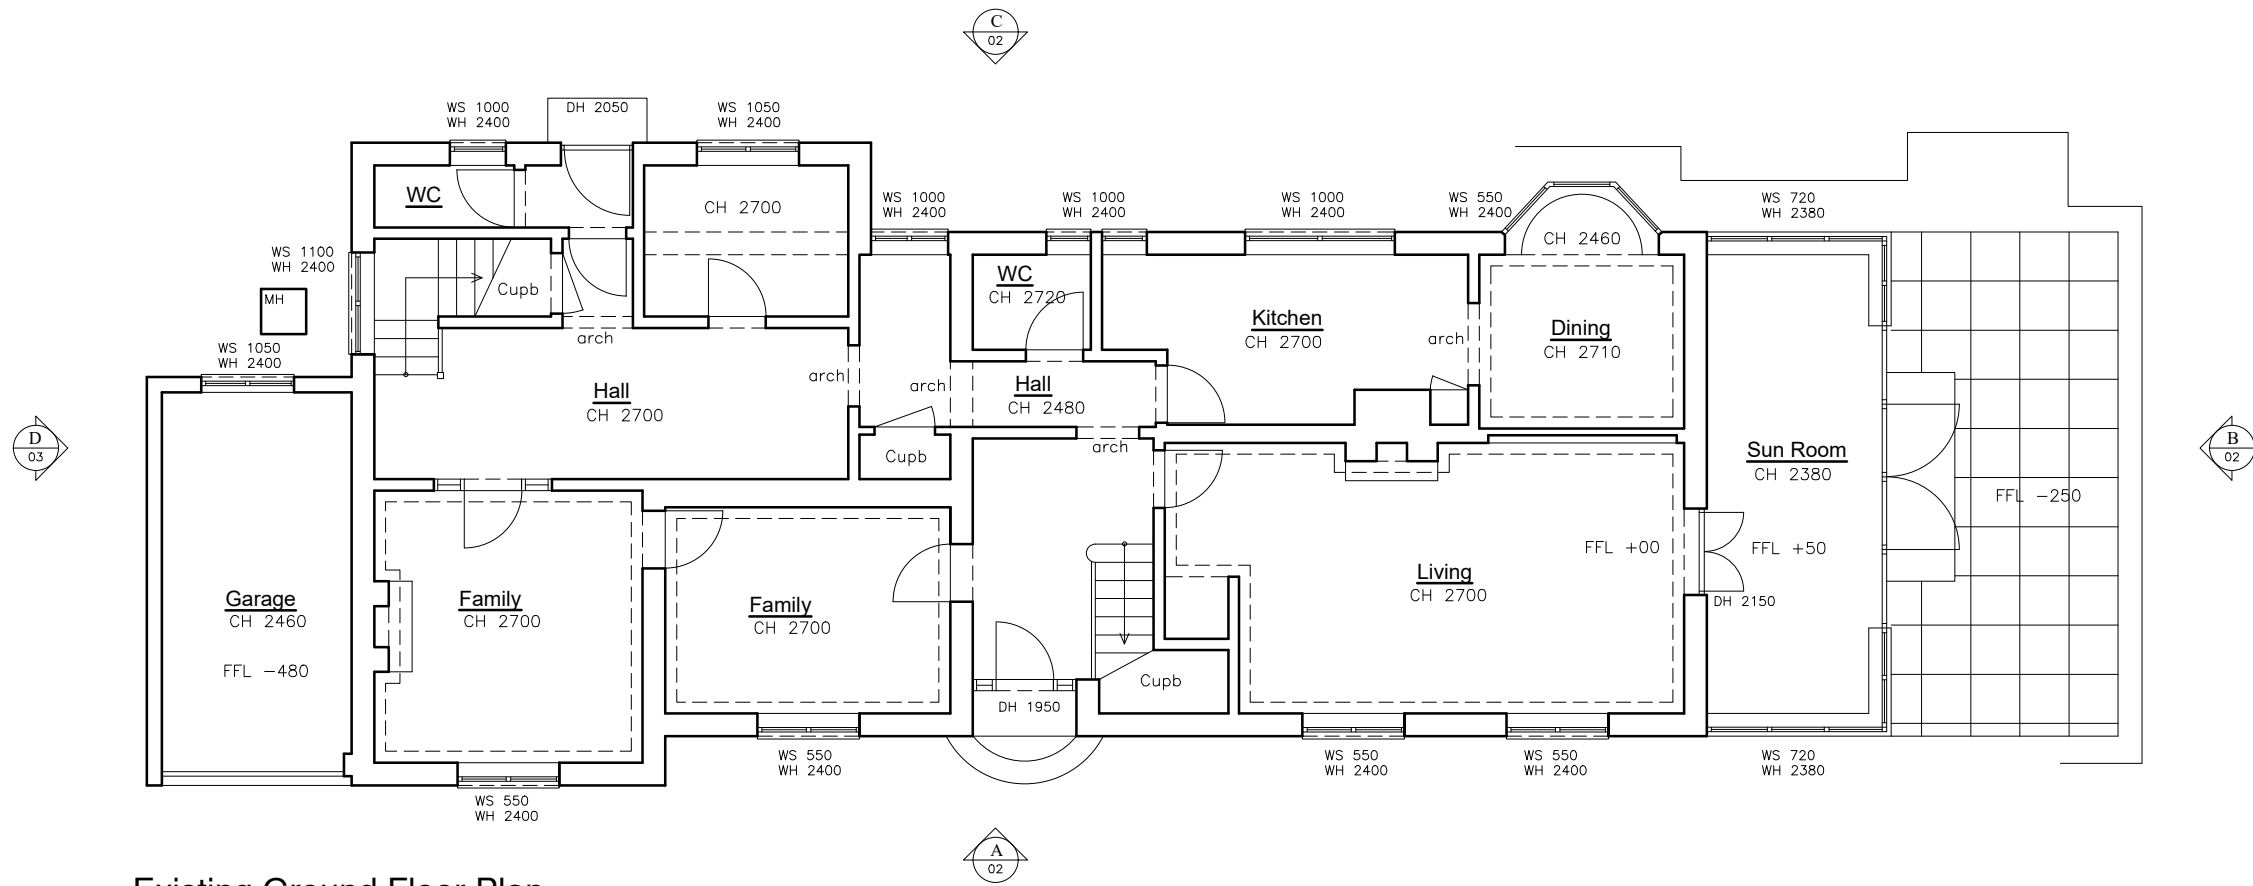 C
02
WS 1000
WH 2400
DH 2050
WS 1050
WH 2400
WC
CH 2700
WS 1000
WH 2400
WS 1000
WH 2400
WS 1000
WH 2400
WS 550
WH 2400
WS 720
WH 2380
CH 2460
WS 1100
WH 2400
MH
Cupb
WC
CH 2720
Kitchen
CH 2700
Dining
CH 2710
arch
arch
WS 1050
WH 2400
Hall
CH 2700
arch
arch
Hall
CH 2480
arch
Cupb
D
03
Sun Room
CH 2380
B
02
FFL -250
FFL +00
FFL +50
Garage
CH 2460
FFL -480
Family
CH 2700
Family
CH 2700
Living
CH 2700
DH 2150
Cupb
DH 1950
WS 550
WH 2400
WS 550
WH 2400
WS 550
WH 2400
WS 720
WH 2380
WS 550
WH 2400
A
02
Existing Ground Floor Plan